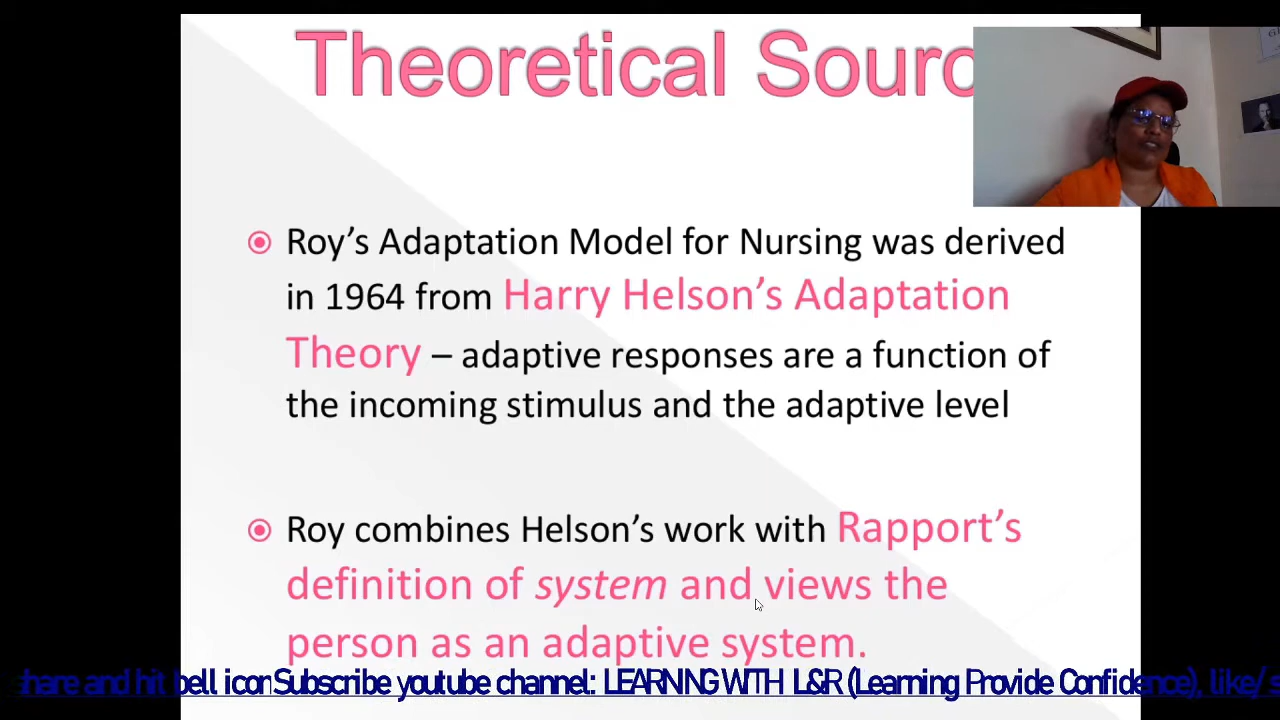 Theoretical Sourc
Roy's Adaptation Model for Nursing was derived
in 1964 from Harry Helson's Adaptation
Theory – adaptive responses are a function of
the incoming stimulus and the adaptive level
Roy combines Helson's work with Rapport's
definition of system and views the
person as an adaptive system.
share and hit bell icon Subscribe youtube channel: LEARNING WITH L&R (Learning Provide Confidence), like/ s